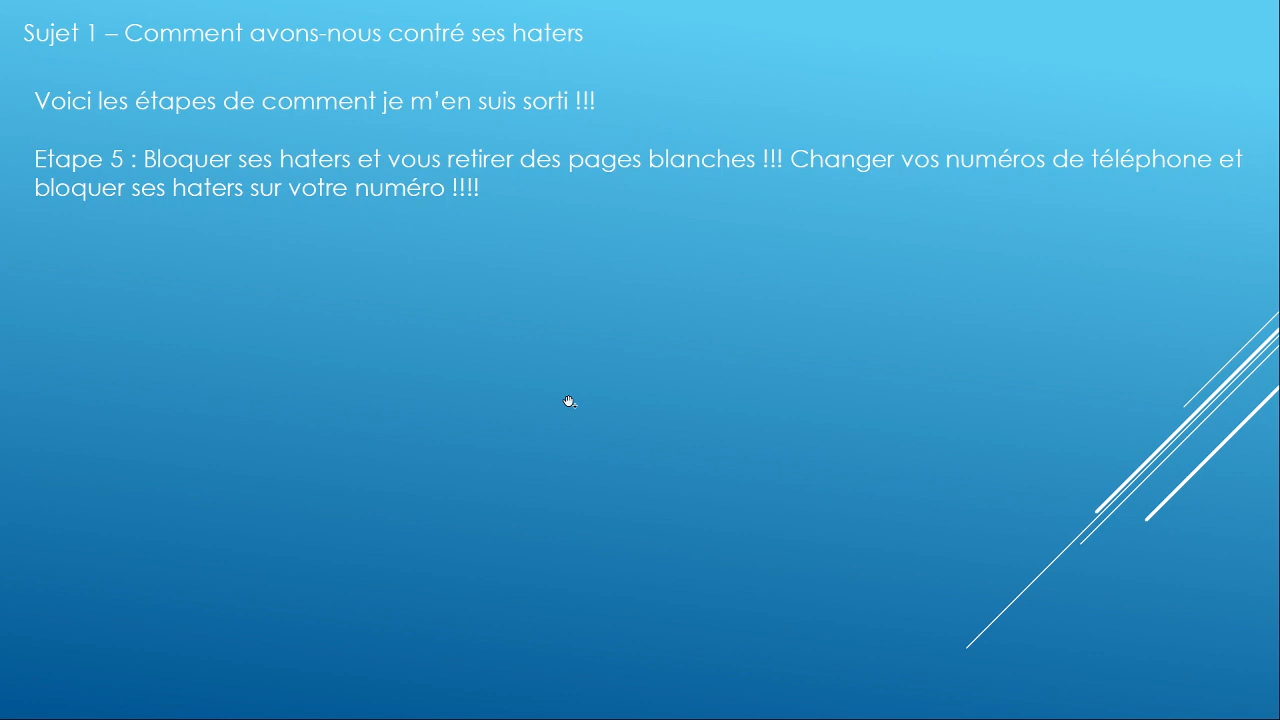 Sujet 1 – Comment avons-nous contré ses haters
Voici les étapes de comment je m’en suis sorti !!!
Etape 5 : Bloquer ses haters et vous retirer des pages blanches !!! Changer vos numéros de téléphone et
bloquer ses haters sur votre numéro !!!!